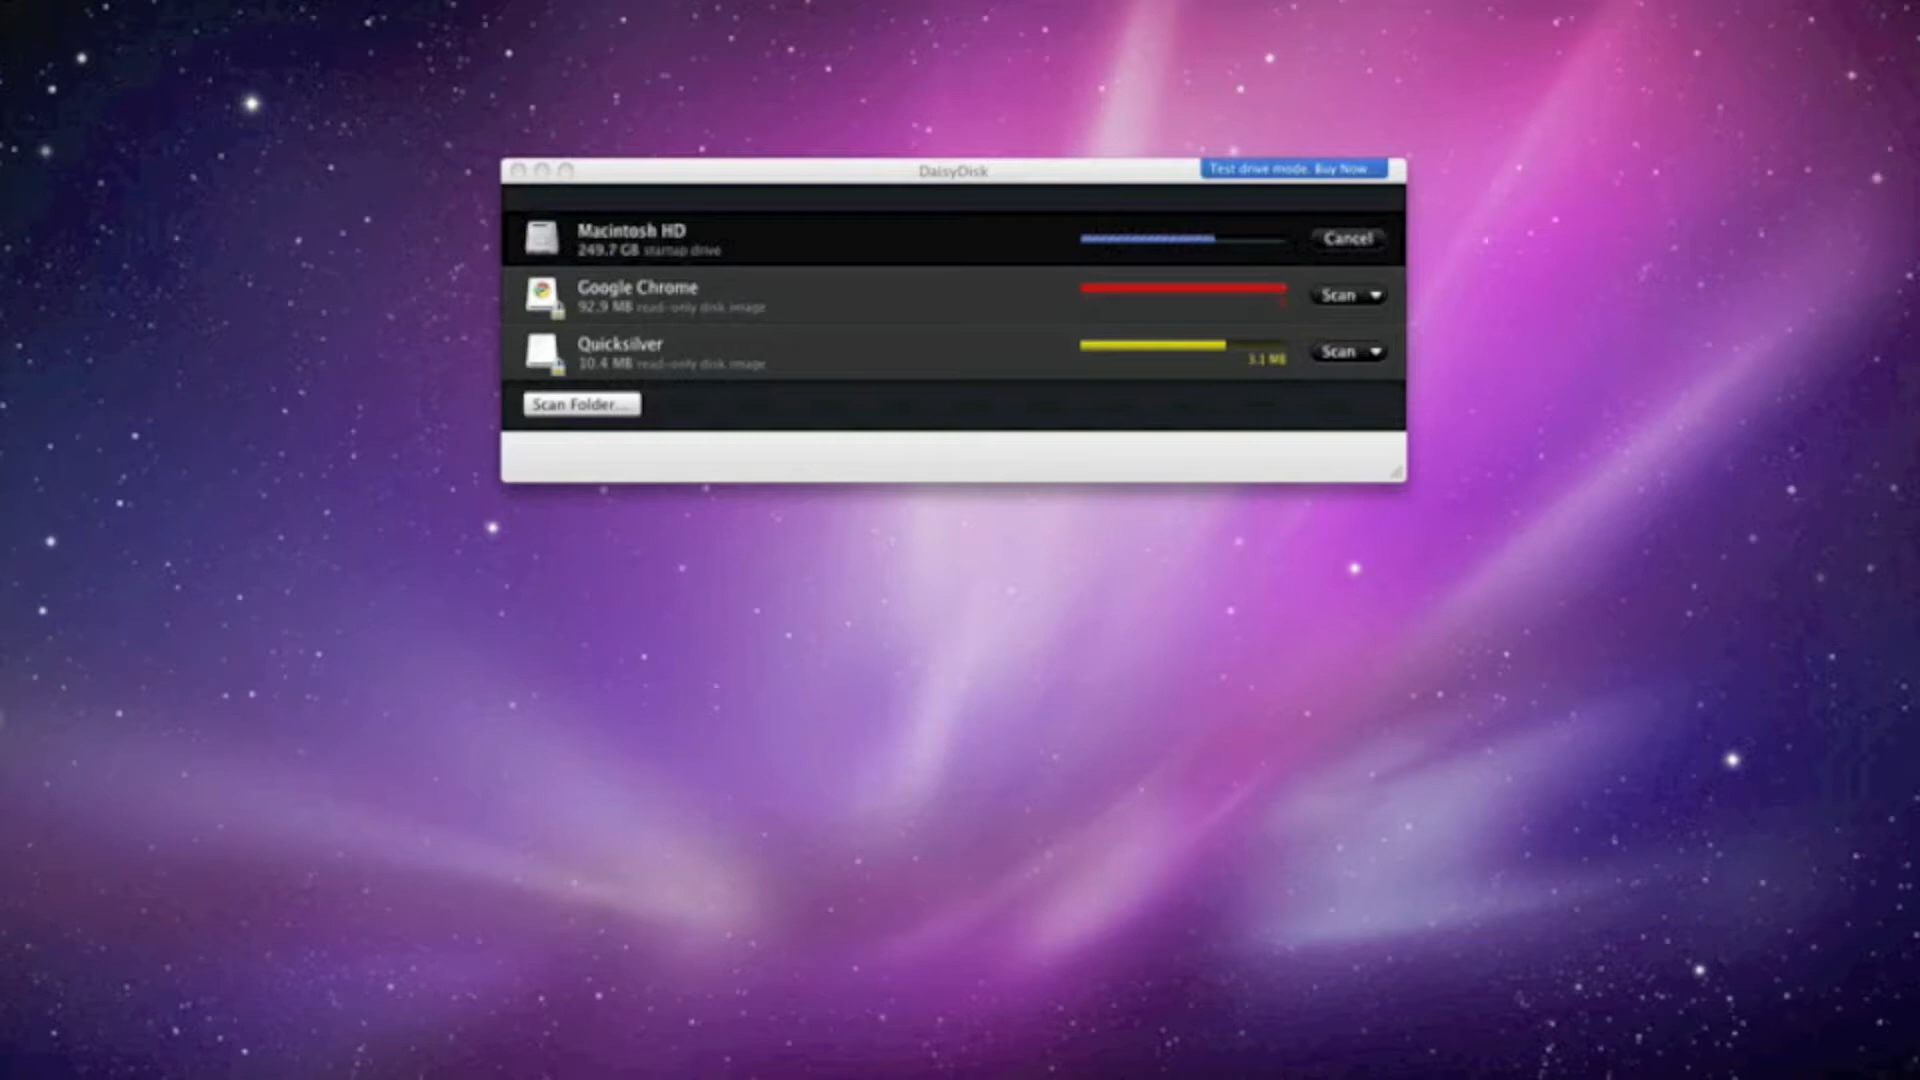 DaisyDisk
Test drive mode. Buy Now...
Macintosh HD
249.7 GB startup drive
Cancel
Google Chrome
92.9 MB read-only disk image
Scan
Quicksilver
10.4 MB read-only disk image
3.1 MB
Scan
Scan Folder...